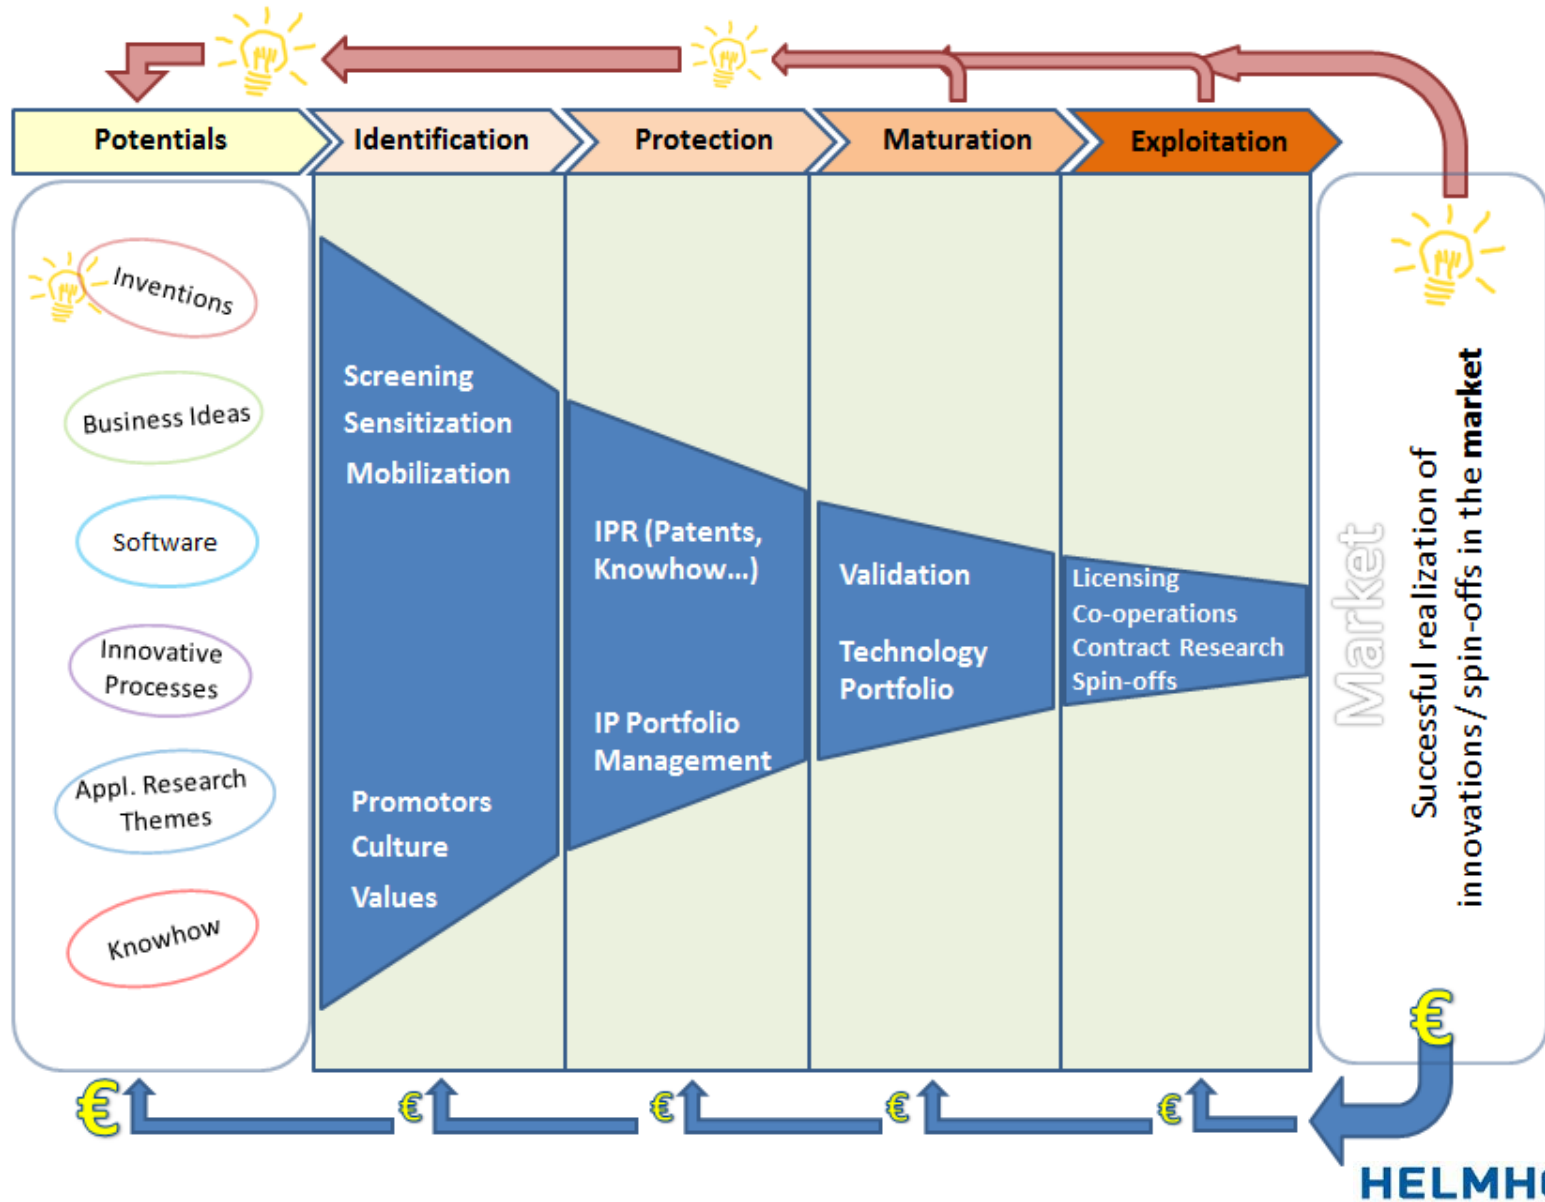 Potentials
Identification
Protection
Maturation
Exploitation
Inventions
Business Ideas
Software
Innovative
Processes
Appl. Research
Themes
Knowhow
Screening
Sensitization
Mobilization
Promotors
Culture
Values
IPR (Patents,
Knowhow...)
IP Portfolio
Management
Validation
Technology
Portfolio
Licensing
Co-operations
Contract Research
Spin-offs
Market
Successful realization of
innovations / spin-offs in the market
€
€
€
€
€
€
HELMH